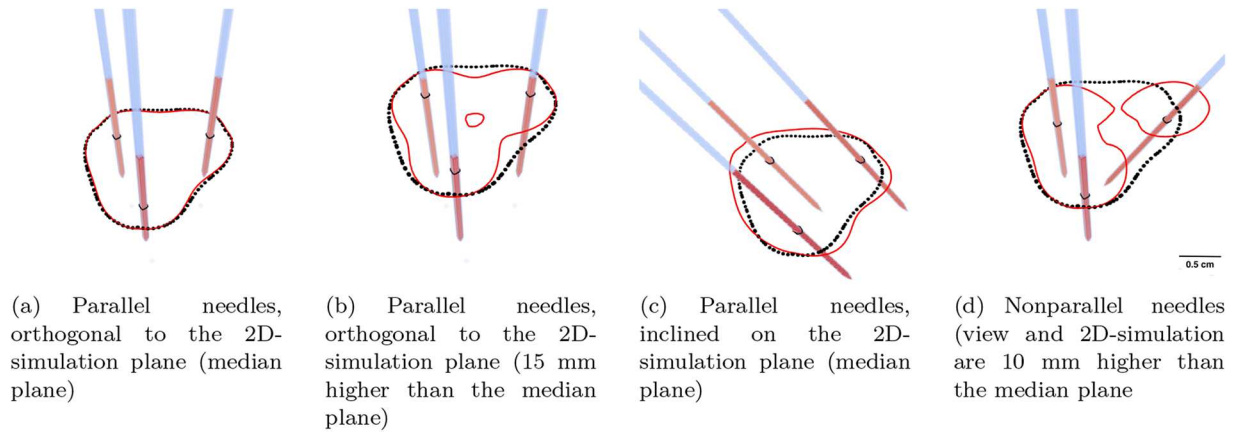 0.5 cm
(a) Parallel needles,
orthogonal to the 2D-
simulation plane (median
plane)
(b) Parallel needles,
orthogonal to the 2D-
simulation plane (15 mm
higher than the median
plane)
(c) Parallel needles,
inclined on the 2D-
simulation plane (median
plane)
(d) Nonparallel needles
(view and 2D-simulation
are 10 mm higher than
the median plane